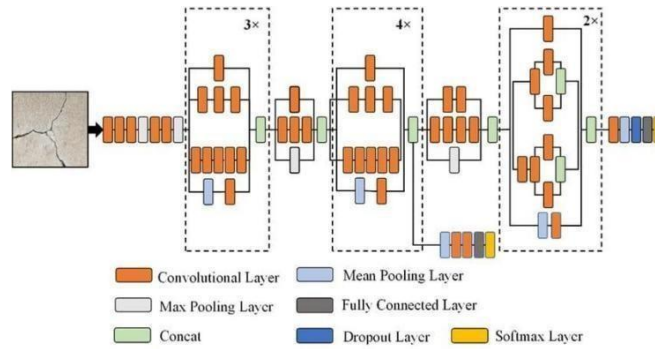 3× 4× 2×
Convolutional Layer Mean Pooling Layer
Max Pooling Layer Fully Connected Layer
Concat Dropout Layer Softmax Layer